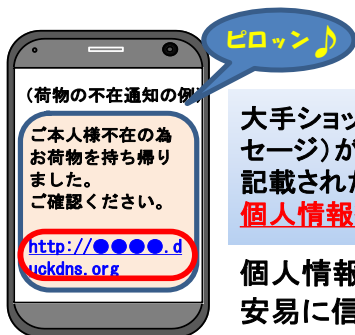 ピロッン♪
（荷物の不在通知の例）
ご本人様不在の為
お荷物を持ち帰り
ました。
ご確認ください。
http://●●●●.d
uckdns.org
大手ショッ
セージ）が
記載された
個人情報
個人情報
安易に信